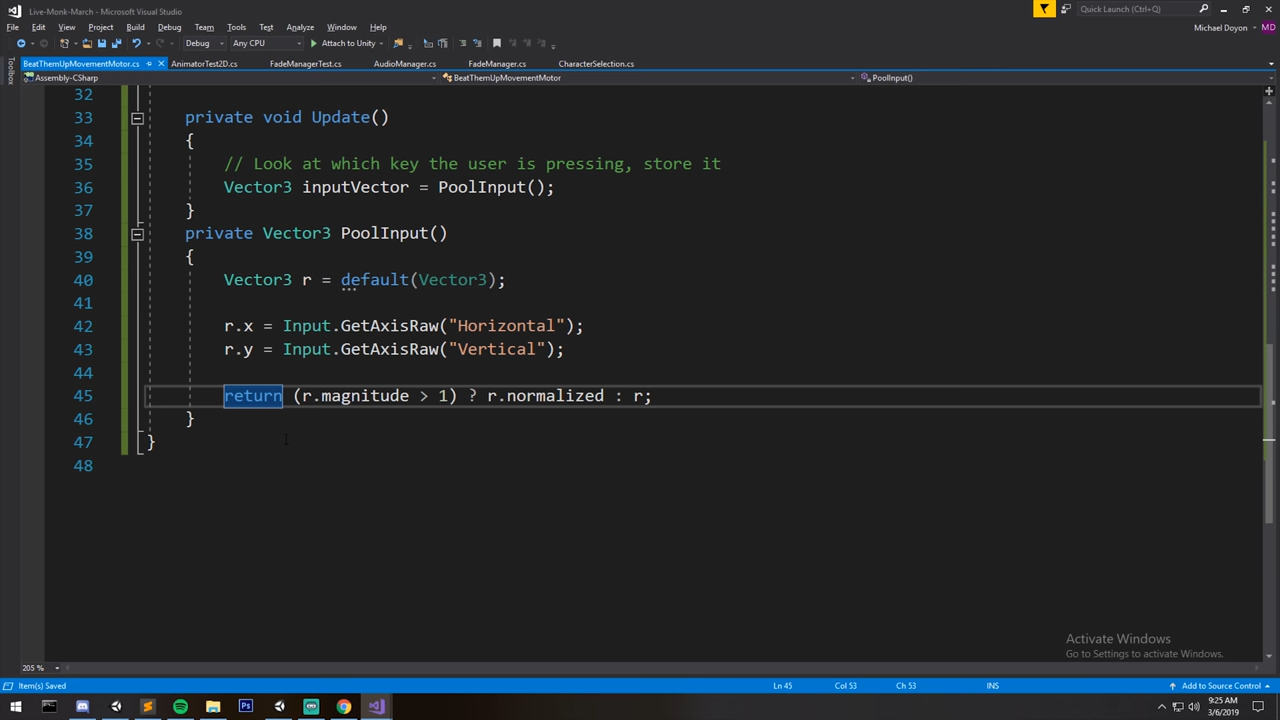 Live-Monk-March - Microsoft Visual Studio
Quick Launch (Ctrl+Q)
File Edit View Project Build Debug Team Tools Test Analyze Window Help
Michael Doyon MD
Debug Any CPU Attach to Unity
BeatThemUpMovementMotor.cs AnimatorTest2D.cs FadeManagerTest.cs AudioManager.cs FadeManager.cs CharacterSelection.cs
Toolbox
Assembly-CSharp BeatThemUpMovementMotor PoolInput()
32
33 private void Update()
34 {
35 // Look at which key the user is pressing, store it
36 Vector3 inputVector = PoolInput();
37 }
38 private Vector3 PoolInput()
39 {
40 Vector3 r = default(Vector3);
41
42 r.x = Input.GetAxisRaw("Horizontal");
43 r.y = Input.GetAxisRaw("Vertical");
44
45 return (r.magnitude > 1) ? r.normalized : r;
46 }
47 }
48
Activate Windows
Go to Settings to activate Windows.
205 %
Item(s) Saved Ln 45 Col 53 Ch 53 INS Add to Source Control
Ps
9:25 AM
3/6/2019